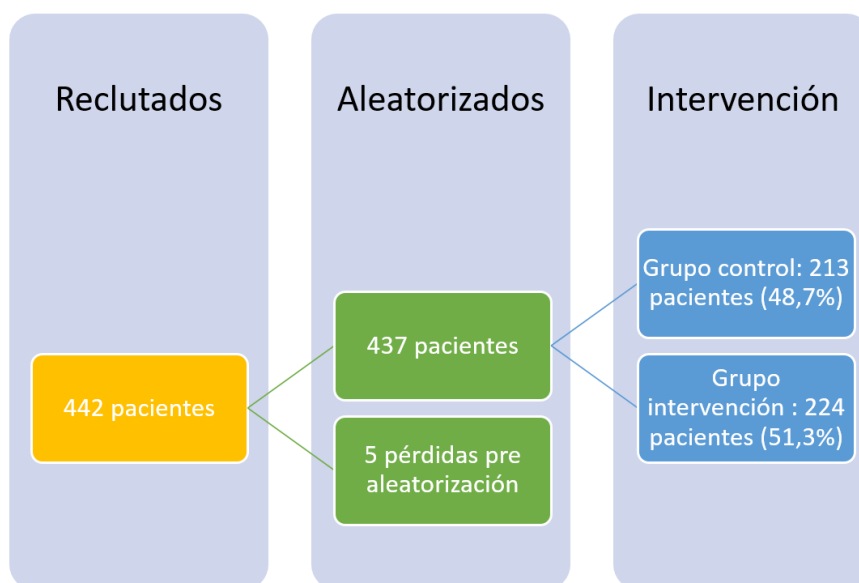 Reclutados
Aleatorizados
Intervención
442 pacientes
437 pacientes
5 pérdidas pre
aleatorización
Grupo control: 213
pacientes (48,7%)
Grupo
intervención : 224
pacientes (51,3%)